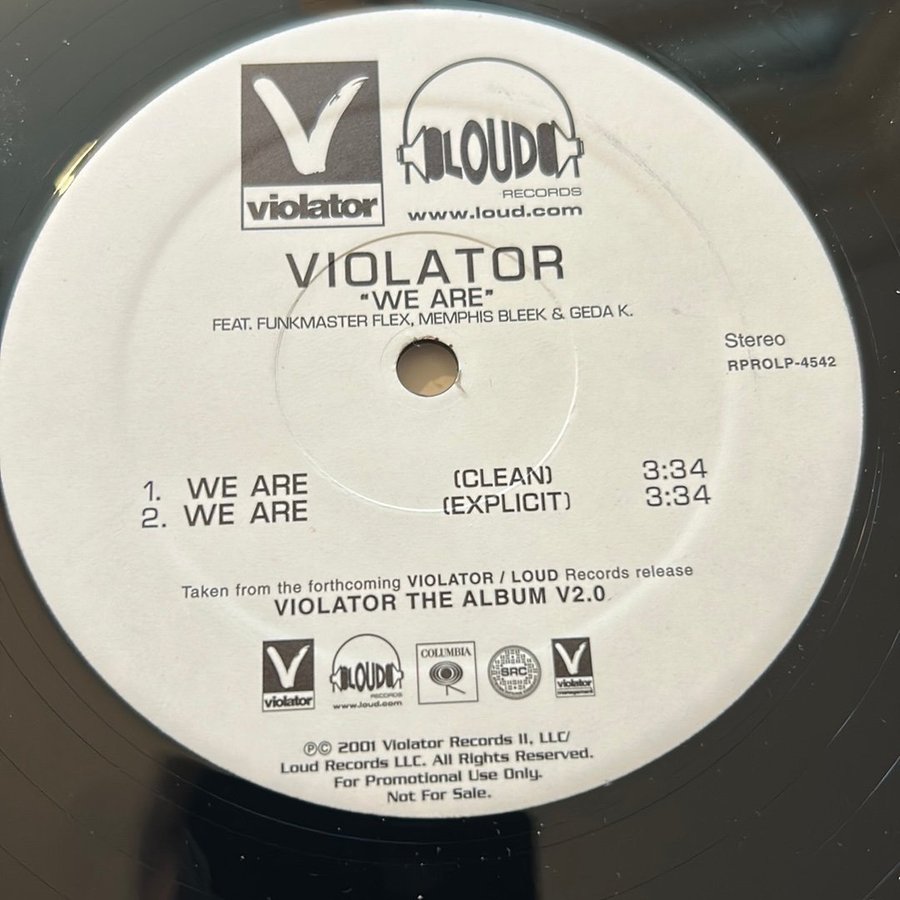 V
violator
LOUD
RECORDS
www.loud.com
VIOLATOR
"WE ARE"
FEAT. FUNKMASTER FLEX, MEMPHIS BLEEK & GEDA K.
Stereo
RPROLP-4542
1. WE ARE (CLEAN) 3:34
2. WE ARE (EXPLICIT) 3:34
Taken from the forthcoming VIOLATOR / LOUD Records release
VIOLATOR THE ALBUM V2.0
V
violator
LOUD
RECORDS
www.loud.com
COLUMBIA
SRC
V
violator
management
℗© 2001 Violator Records II, LLC/
Loud Records LLC. All Rights Reserved.
For Promotional Use Only.
Not For Sale.